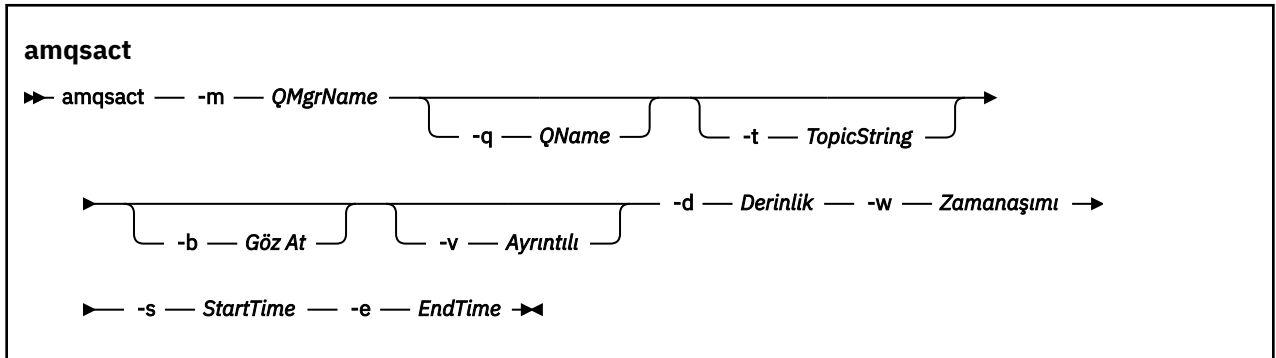 amqsact
amqsact -m QMgrName
-q QName -t TopicString
-d Derinlik -w Zamanaşımı
-b Göz At -v Ayrıntılı
-s StartTime -e EndTime